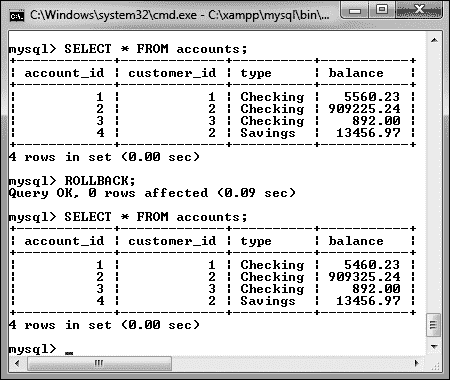 C:\Windows\system32\cmd.exe - C:\xampp\mysql\bin\...
mysql> SELECT * FROM accounts;
+------------+-------------+----------+-----------+
| account_id | customer_id | type     | balance   |
+------------+-------------+----------+-----------+
|          1 |           1 | Checking |   5560.23 |
|          2 |           2 | Checking | 909225.24 |
|          3 |           3 | Checking |    892.00 |
|          4 |           2 | Savings  |  13456.97 |
+------------+-------------+----------+-----------+
4 rows in set (0.00 sec)
mysql> ROLLBACK;
Query OK, 0 rows affected (0.09 sec)
mysql> SELECT * FROM accounts;
+------------+-------------+----------+-----------+
| account_id | customer_id | type     | balance   |
+------------+-------------+----------+-----------+
|          1 |           1 | Checking |   5460.23 |
|          2 |           2 | Checking | 909325.24 |
|          3 |           3 | Checking |    892.00 |
|          4 |           2 | Savings  |  13456.97 |
+------------+-------------+----------+-----------+
4 rows in set (0.00 sec)
mysql> _